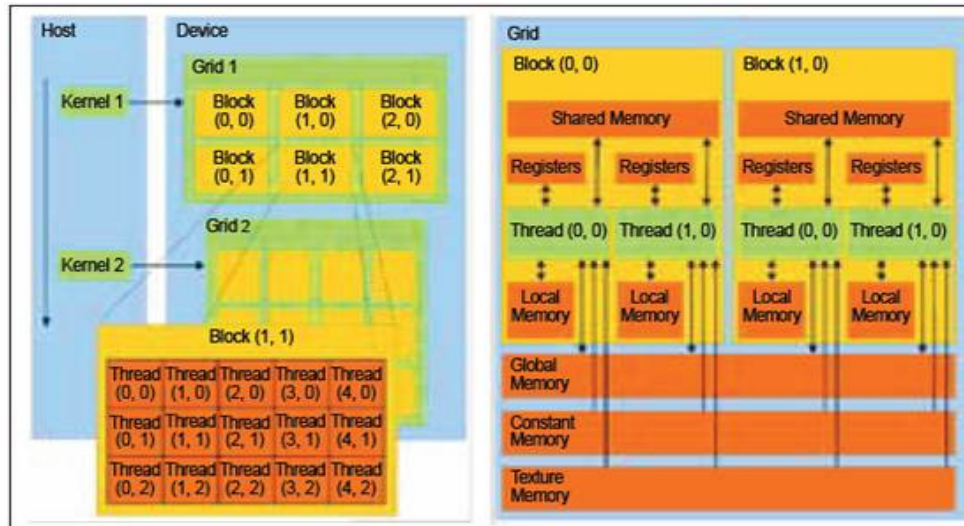 Host
Device
Grid 1
Kernel 1
Block
(0, 0)
Block
(1, 0)
Block
(2, 0)
Block
(0, 1)
Block
(1, 1)
Block
(2, 1)
Grid 2
Kernel 2
Block (1, 1)
Thread
(0, 0)
Thread
(1, 0)
Thread
(2, 0)
Thread
(3, 0)
Thread
(4, 0)
Thread
(0, 1)
Thread
(1, 1)
Thread
(2, 1)
Thread
(3, 1)
Thread
(4, 1)
Thread
(0, 2)
Thread
(1, 2)
Thread
(2, 2)
Thread
(3, 2)
Thread
(4, 2)
Grid
Block (0, 0)
Shared Memory
Registers
Registers
Thread (0, 0)
Thread (1, 0)
Local
Memory
Local
Memory
Block (1, 0)
Shared Memory
Registers
Registers
Thread (0, 0)
Thread (1, 0)
Local
Memory
Local
Memory
Global
Memory
Constant
Memory
Texture
Memory